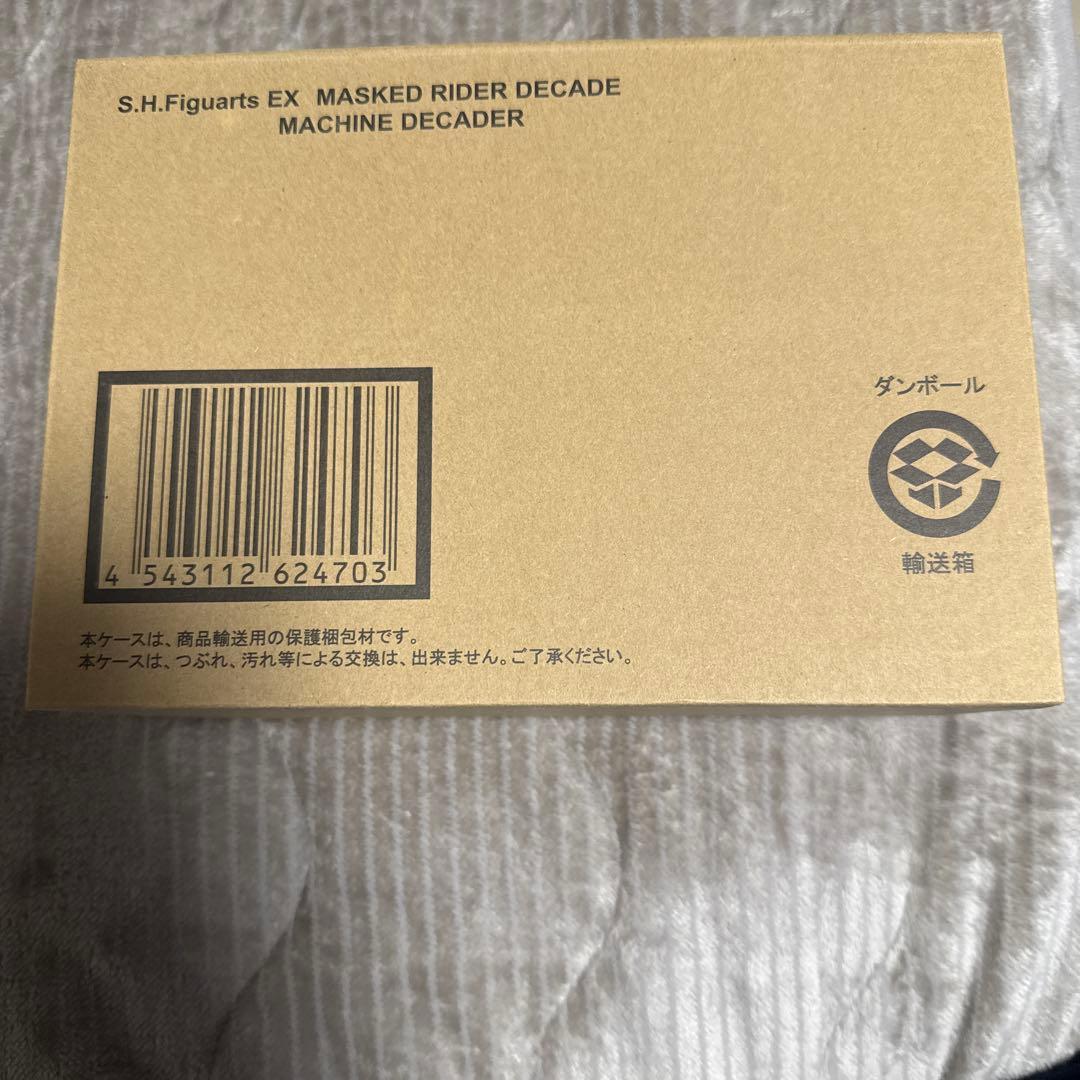 S.H.Figuarts EX MASKED RIDER DECADE
MACHINE DECADER
ダンボール
輸送箱
4 543112 624703
本ケースは、商品輸送用の保護梱包材です。
本ケースは、つぶれ、汚れ等による交換は、出来ません。ご了承ください。